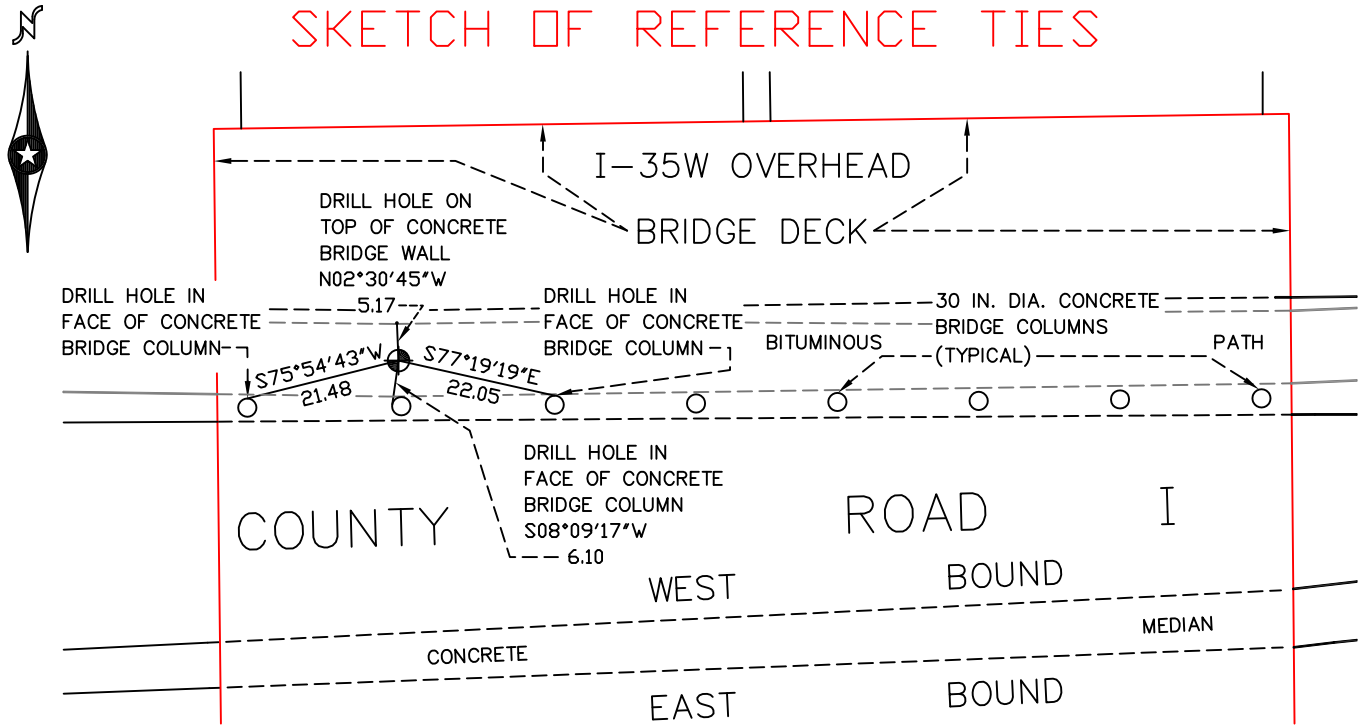 N
SKETCH OF REFERENCE TIES
I-35W OVERHEAD
BRIDGE DECK
DRILL HOLE ON
TOP OF CONCRETE
BRIDGE WALL
N02°30'45"W
5.17
DRILL HOLE IN
FACE OF CONCRETE
BRIDGE COLUMN
DRILL HOLE IN
FACE OF CONCRETE
BRIDGE COLUMN
30 IN. DIA. CONCRETE
BRIDGE COLUMNS
(TYPICAL)
BITUMINOUS
PATH
S75°54'43"W
21.48
S77°19'19"E
22.05
DRILL HOLE IN
FACE OF CONCRETE
BRIDGE COLUMN
S08°09'17"W
6.10
COUNTY ROAD I
WEST BOUND
CONCRETE MEDIAN
EAST BOUND